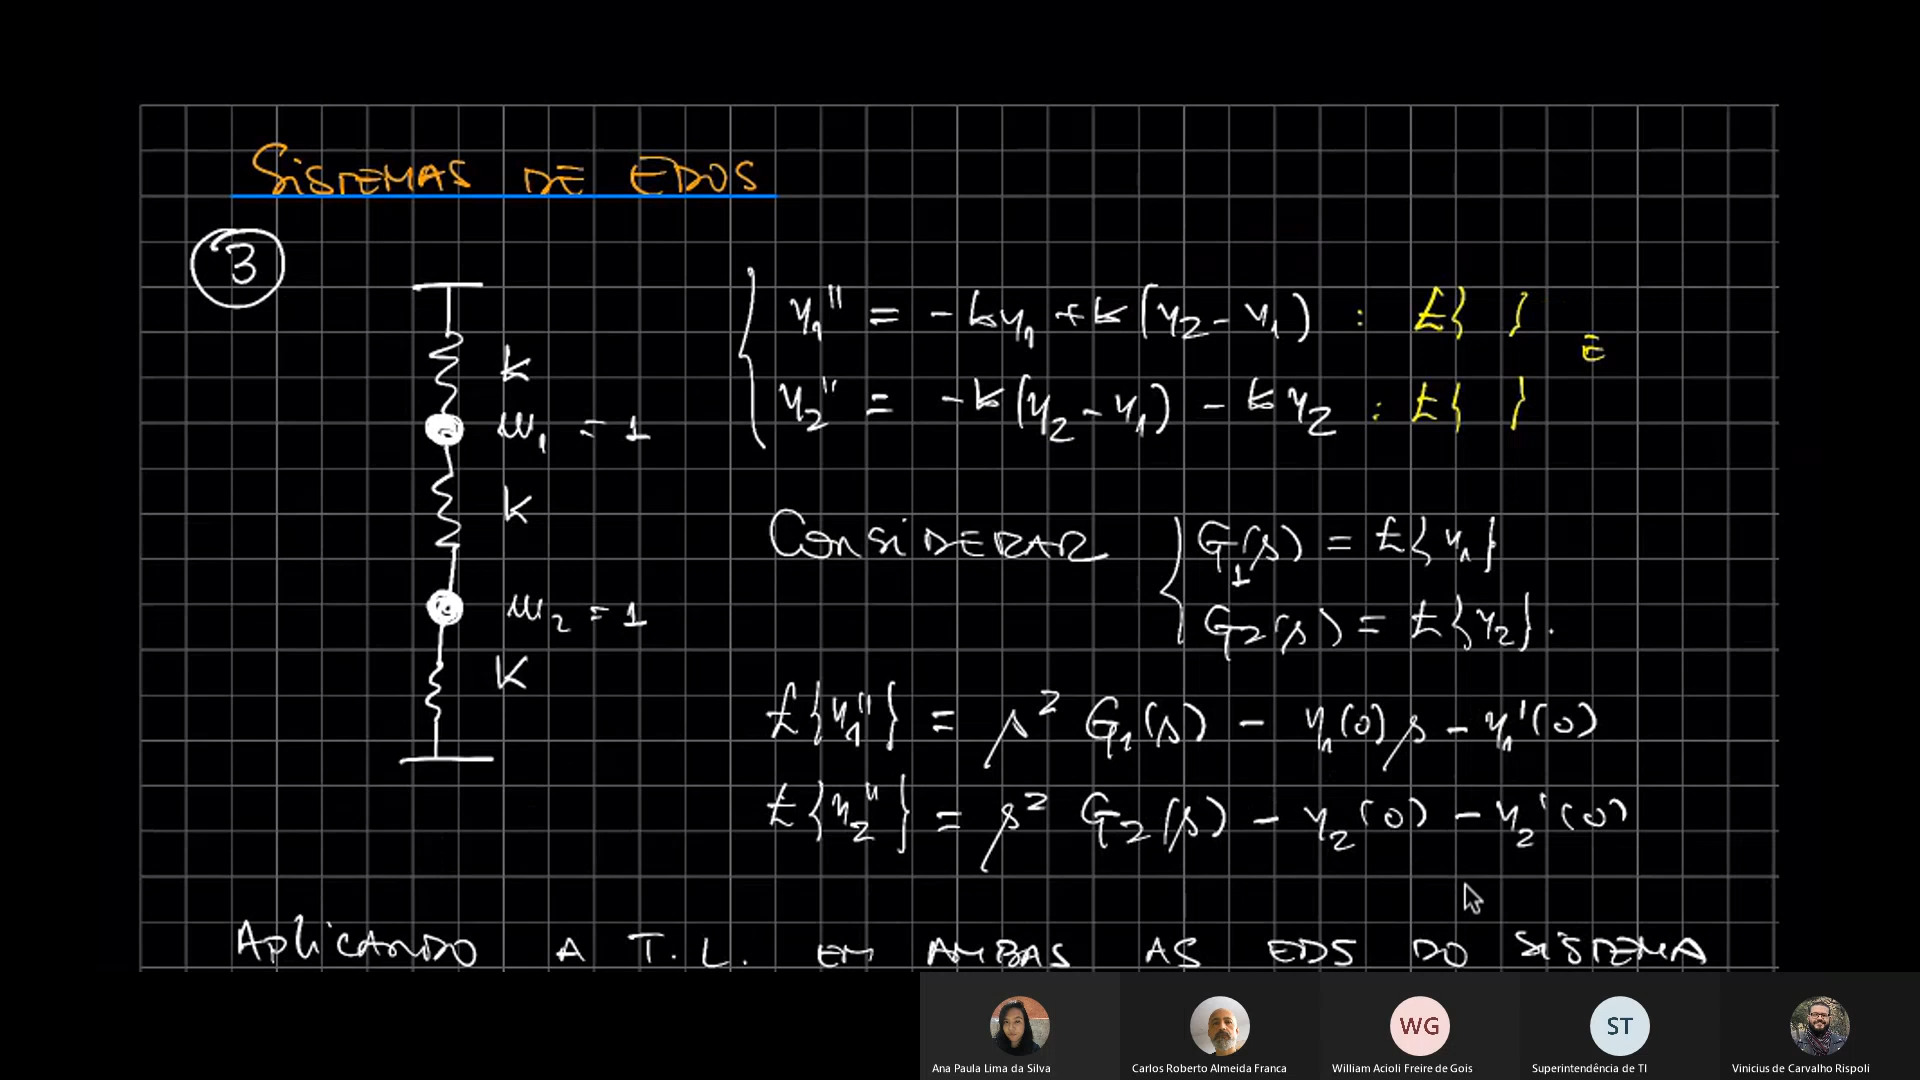 SISTEMAS DE EDOS
3
y₁'' = -ky₁ + k(y₂ - y₁) : ℒ{ }
E
y₂'' = -k(y₂ - y₁) - ky₂ : ℒ{ }
k
m₁ = 1
k
m₂ = 1
k
CONSIDERAR { G₁(s) = ℒ{y₁}
G₂(s) = ℒ{y₂}.
ℒ{y₁''} = s² G₁(s) - y₁(0)s - y₁'(0)
ℒ{y₂''} = s² G₂(s) - y₂(0) - y₂'(0)
APLICANDO A T.L. EM AMBAS AS EDS DO SISTEMA
WG
ST
Ana Paula Lima da Silva
Carlos Roberto Almeida Franca
William Acioli Freire de Gois
Superintendência de TI
Vinicius de Carvalho Rispoli